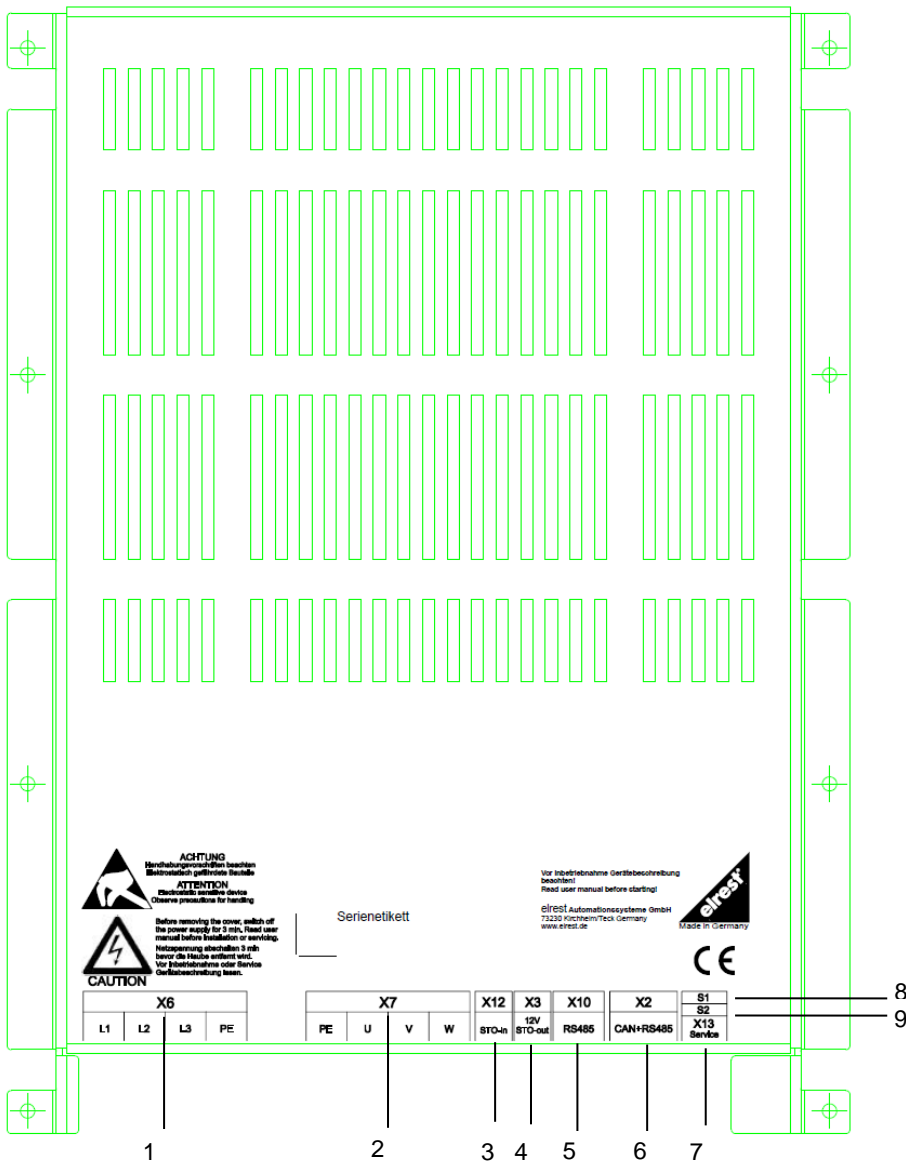 ACHTUNG
Handhabungsvorschriften beachten
Elektrostatisch gefährdete Bauteile
ATTENTION
Electrostatic sensitive device
Observe precautions for handling
Before removing the cover, switch off
the power supply for 3 min. Read user
manual before installation or servicing.
Netzspannung abschalten 3 min
bevor die Haube entfernt wird.
Vor Inbetriebnahme oder Service
Gerätebeschreibung lesen.
CAUTION
Serienetikett
Vor Inbetriebnahme Gerätebeschreibung
beachten!
Read user manual before starting!
elrest Automationssysteme GmbH
73230 Kirchheim/Teck Germany
www.elrest.de
elrest
Made in Germany
CE
X6
L1 L2 L3 PE
X7
PE U V W
X12
STO-in
X3
12V
STO-out
X10
RS485
X2
CAN+RS485
S1
S2
X13
Service
8
9
1 2 3 4 5 6 7